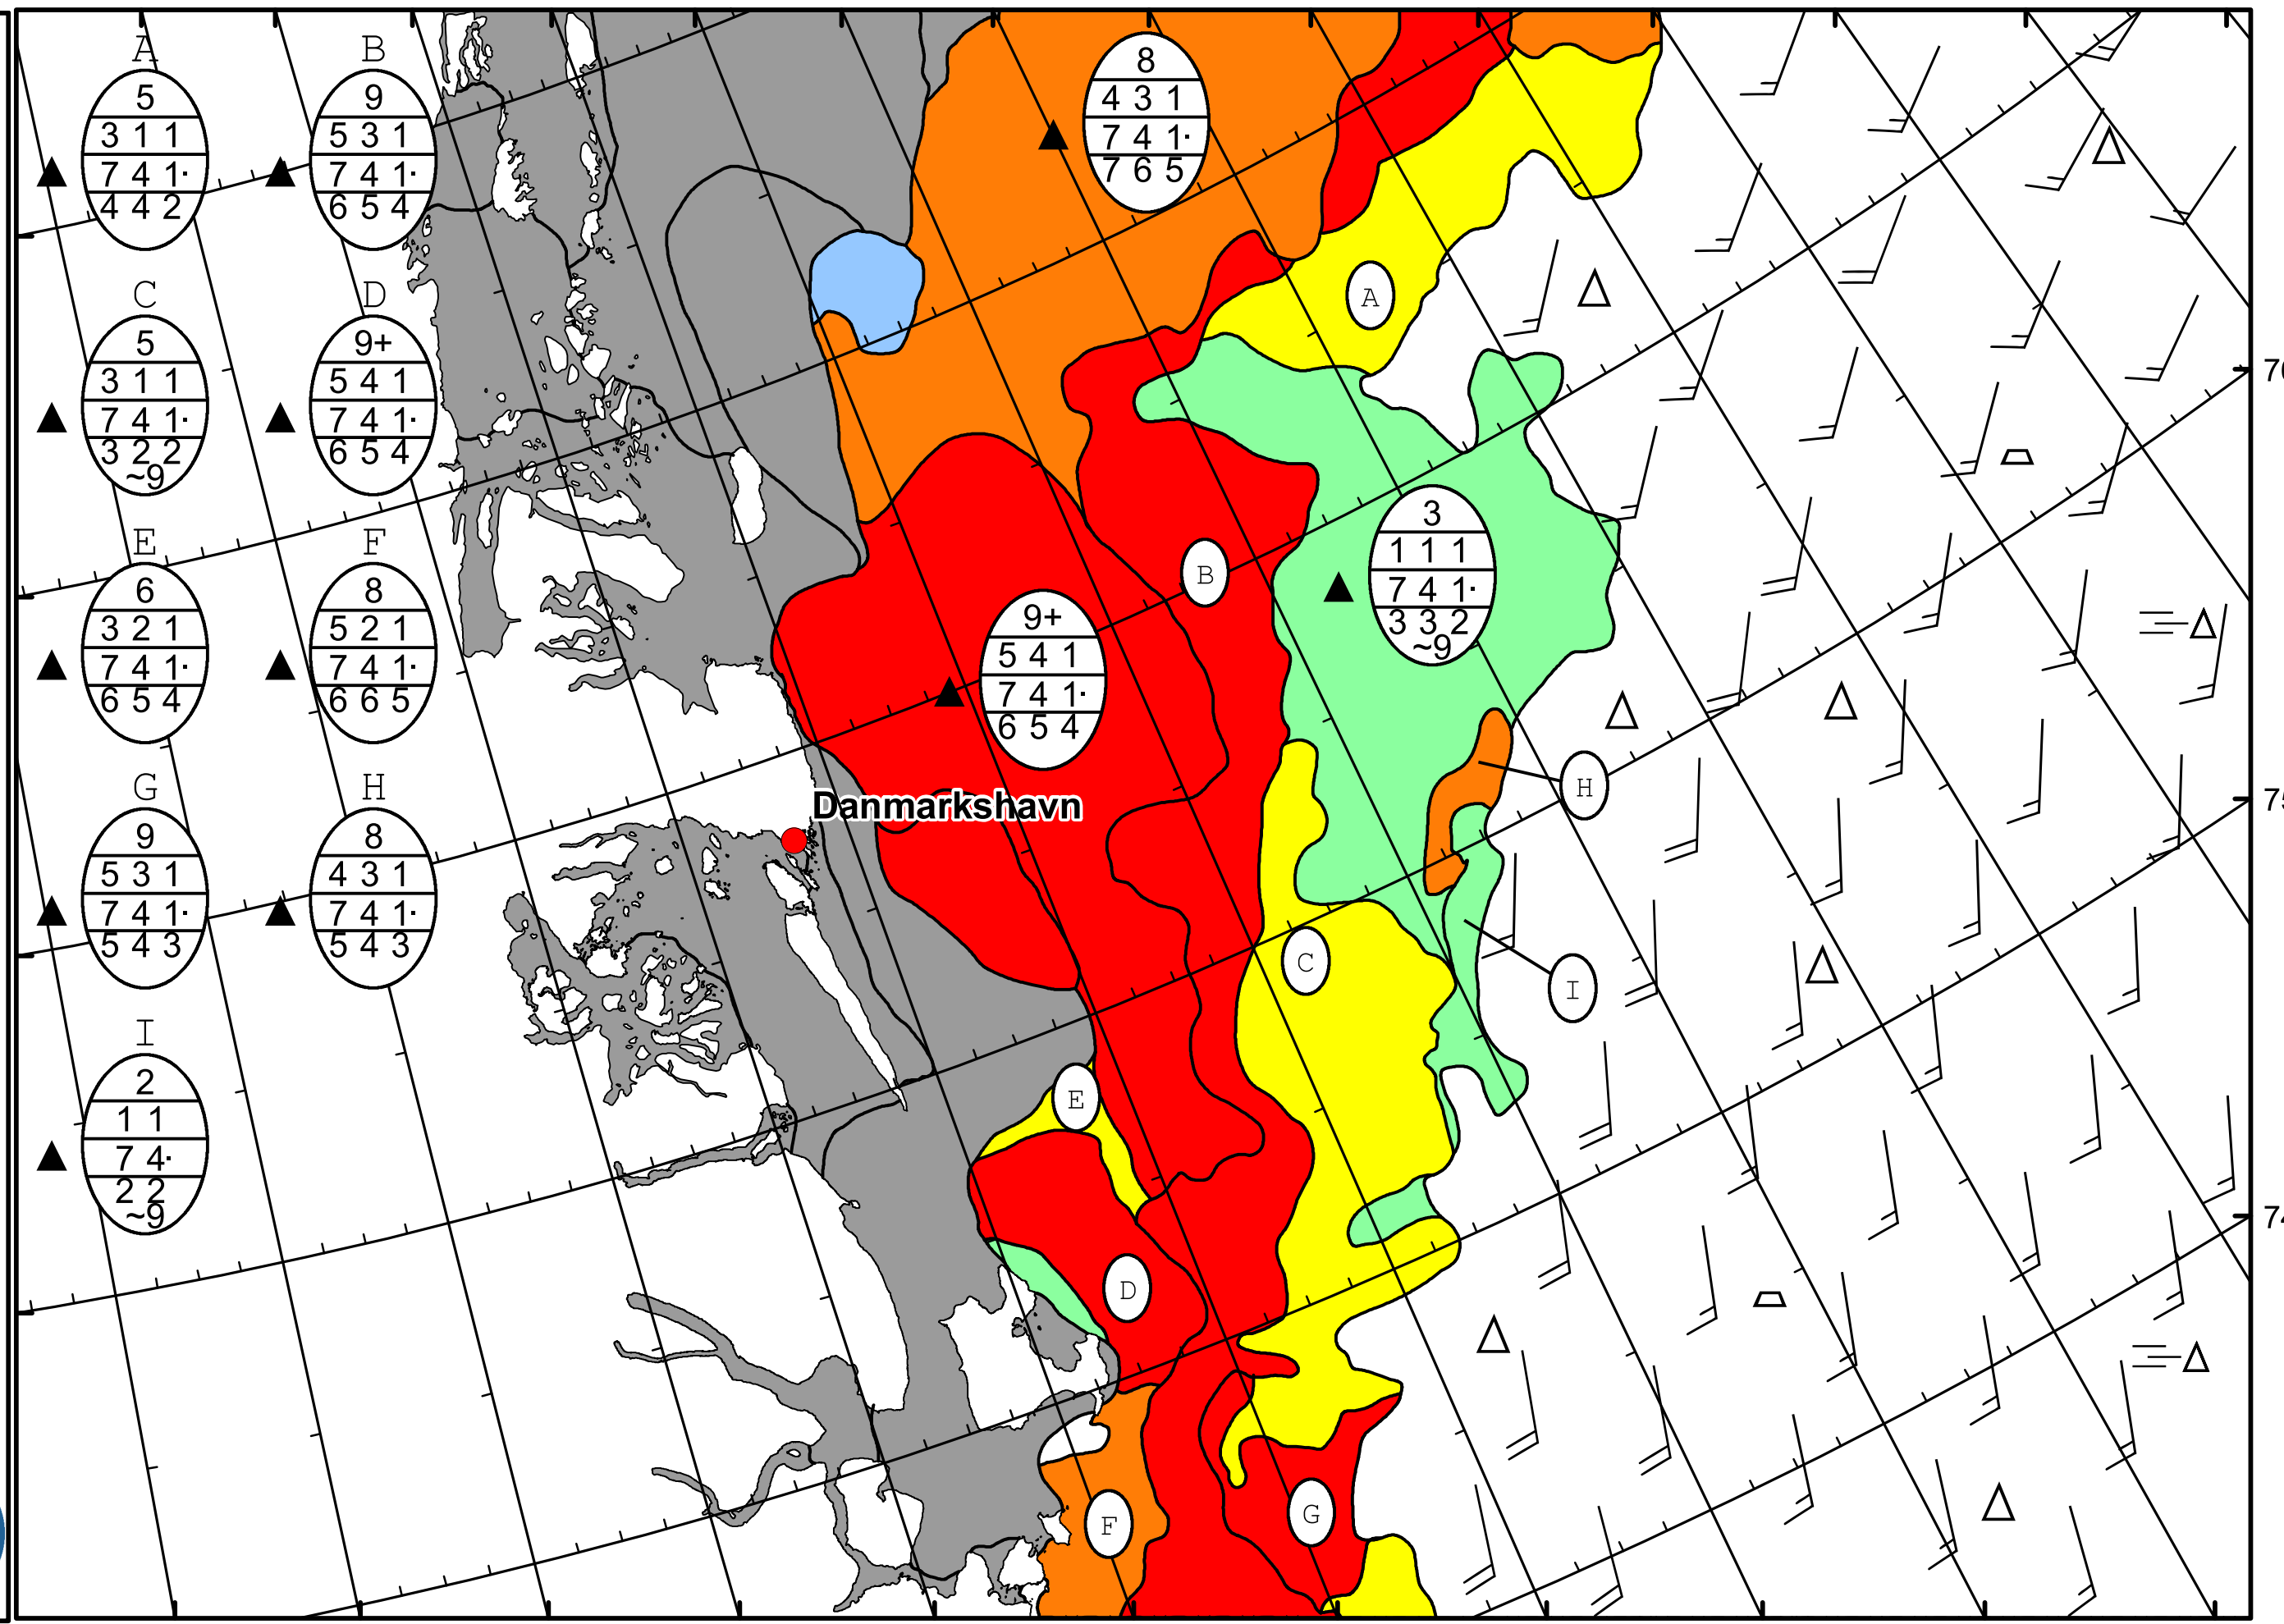 A
5
3 1 1
7 4 1·
4 4 2
B
9
5 3 1
7 4 1·
6 5 4
C
5
3 1 1
7 4 1·
3 2 2
~9
D
9+
5 4 1
7 4 1·
6 5 4
E
6
3 2 1
7 4 1·
6 5 4
F
8
5 2 1
7 4 1·
6 6 5
G
9
5 3 1
7 4 1·
5 4 3
H
8
4 3 1
7 4 1·
5 4 3
I
2
1 1
7 4·
2 2
~9
8
4 3 1
7 4 1·
7 6 5
A
3
1 1 1
7 4 1·
3 3 2
~9
B
9+
5 4 1
7 4 1·
6 5 4
H
Danmarkshavn
C
I
E
D
F
G